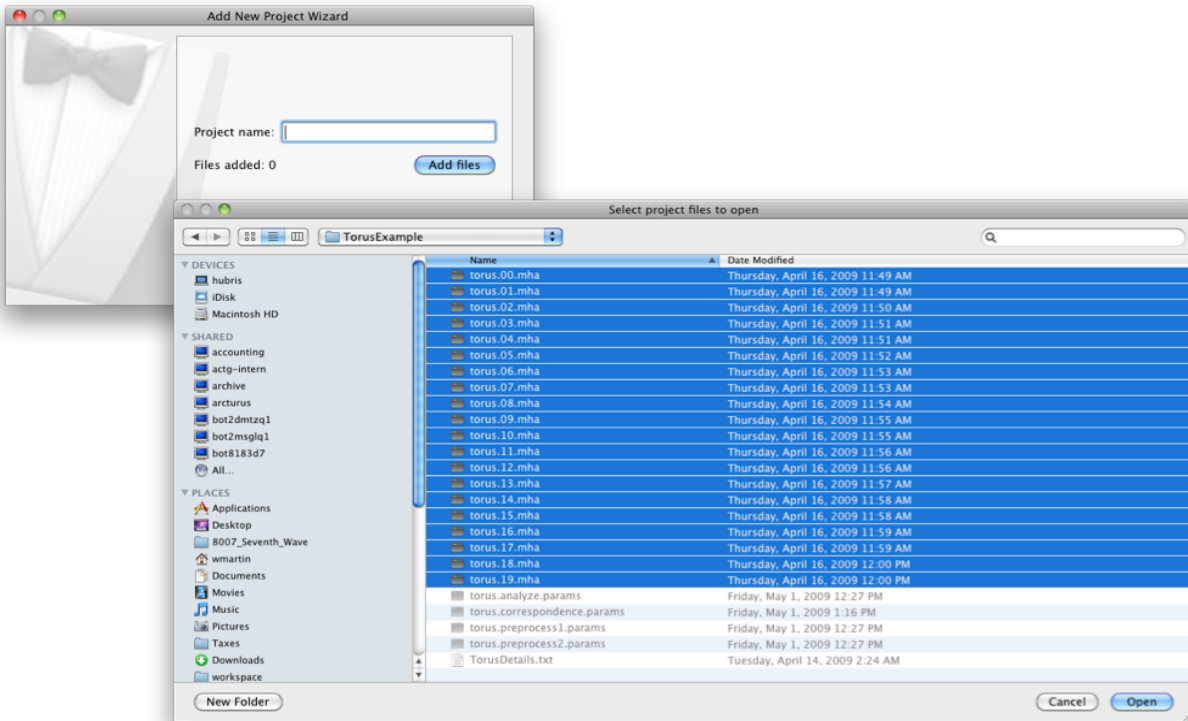 Add New Project Wizard
Project name:
Files added: 0
Add files
Select project files to open
TorusExample
DEVICES
hubris
iDisk
Macintosh HD
SHARED
accounting
actg-intern
archive
arcturus
bot2dmtzq1
bot2msglq1
bot8183d7
All...
PLACES
Applications
Desktop
8007_Seventh_Wave
wmartin
Documents
Movies
Music
Pictures
Taxes
Downloads
workspace
Name Date Modified
torus.00.mha Thursday, April 16, 2009 11:49 AM
torus.01.mha Thursday, April 16, 2009 11:49 AM
torus.02.mha Thursday, April 16, 2009 11:50 AM
torus.03.mha Thursday, April 16, 2009 11:51 AM
torus.04.mha Thursday, April 16, 2009 11:51 AM
torus.05.mha Thursday, April 16, 2009 11:52 AM
torus.06.mha Thursday, April 16, 2009 11:53 AM
torus.07.mha Thursday, April 16, 2009 11:53 AM
torus.08.mha Thursday, April 16, 2009 11:54 AM
torus.09.mha Thursday, April 16, 2009 11:55 AM
torus.10.mha Thursday, April 16, 2009 11:55 AM
torus.11.mha Thursday, April 16, 2009 11:56 AM
torus.12.mha Thursday, April 16, 2009 11:56 AM
torus.13.mha Thursday, April 16, 2009 11:57 AM
torus.14.mha Thursday, April 16, 2009 11:58 AM
torus.15.mha Thursday, April 16, 2009 11:58 AM
torus.16.mha Thursday, April 16, 2009 11:59 AM
torus.17.mha Thursday, April 16, 2009 11:59 AM
torus.18.mha Thursday, April 16, 2009 12:00 PM
torus.19.mha Thursday, April 16, 2009 12:00 PM
torus.analyze.params Friday, May 1, 2009 12:27 PM
torus.correspondence.params Friday, May 1, 2009 1:16 PM
torus.preprocess1.params Friday, May 1, 2009 12:27 PM
torus.preprocess2.params Friday, May 1, 2009 12:27 PM
TorusDetails.txt Tuesday, April 14, 2009 2:24 AM
New Folder
Cancel
Open